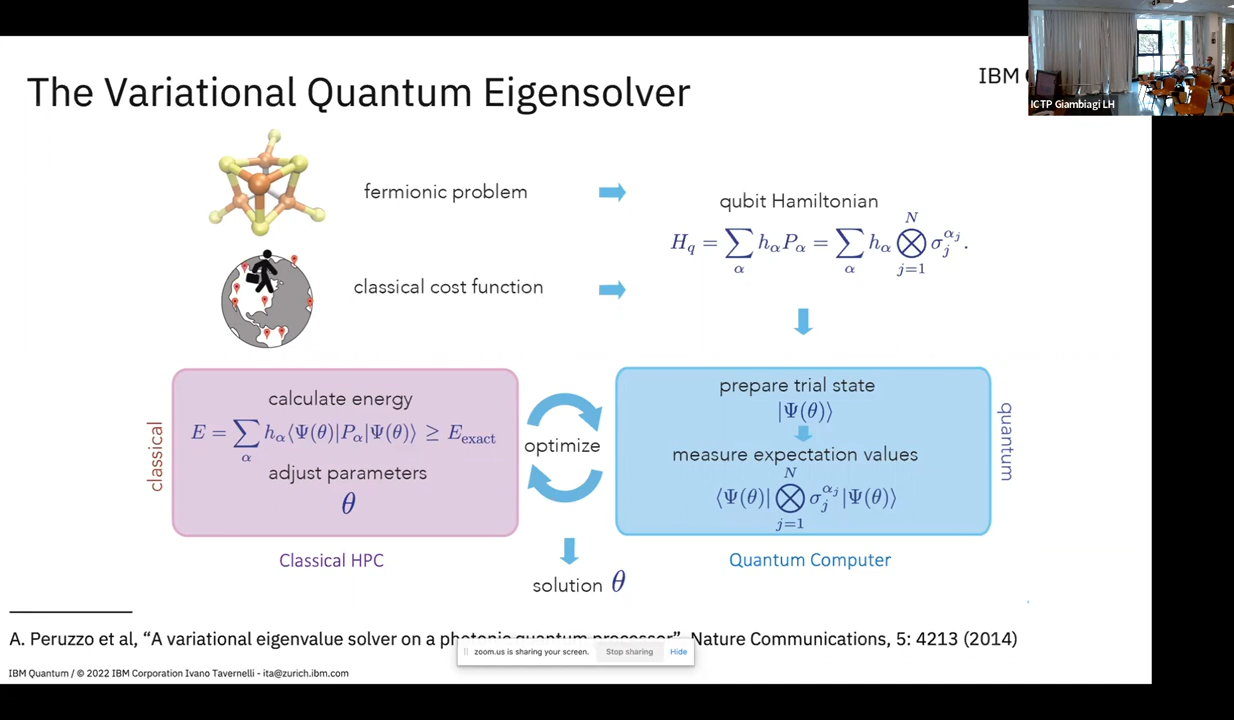 The Variational Quantum Eigensolver
IBM
ICTP Giambiagi LH
fermionic problem
qubit Hamiltonian
H_q = ∑_α h_α P_α = ∑_α h_α ⨂_{j=1}^{N} σ_j^{α_j}.
classical cost function
classical
calculate energy
E = ∑_α h_α ⟨Ψ(θ)|P_α|Ψ(θ)⟩ ≥ E_exact
adjust parameters
θ
Classical HPC
optimize
solution θ
prepare trial state
|Ψ(θ)⟩
measure expectation values
⟨Ψ(θ)| ⨂_{j=1}^{N} σ_j^{α_j} |Ψ(θ)⟩
quantum
Quantum Computer
A. Peruzzo et al, “A variational eigenvalue solver on a photonic quantum processor”, Nature Communications, 5: 4213 (2014)
zoom.us is sharing your screen. Stop sharing Hide
IBM Quantum / © 2022 IBM Corporation Ivano Tavernelli - ita@zurich.ibm.com